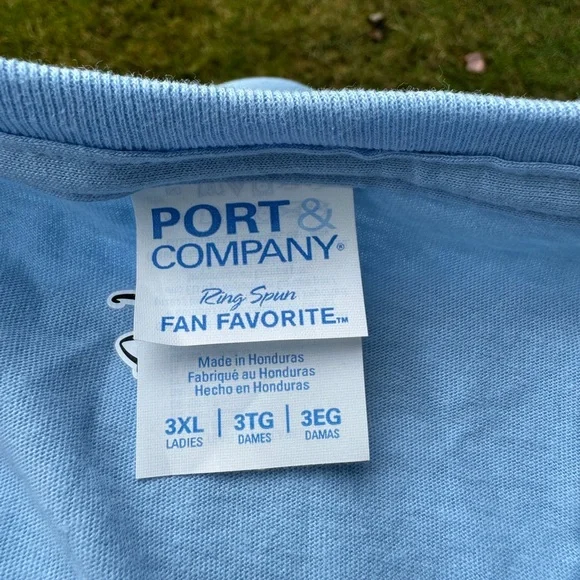 PORT &
COMPANY®
Ring Spun
FAN FAVORITE™
Made in Honduras
Fabriqué au Honduras
Hecho en Honduras
3XL | 3TG | 3EG
LADIES DAMES DAMAS